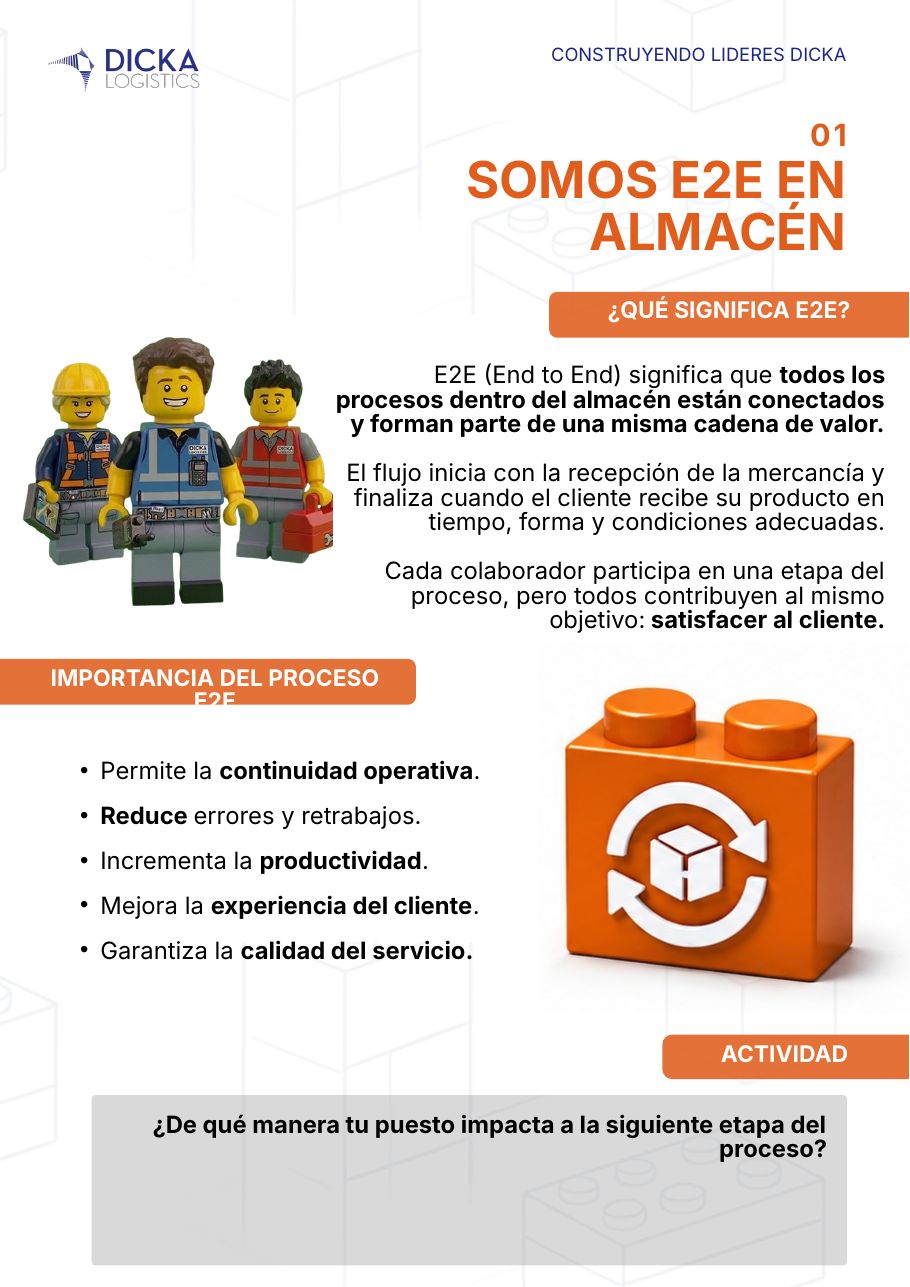 DICKA
LOGISTICS
CONSTRUYENDO LIDERES DICKA
01
SOMOS E2E EN
ALMACÉN
¿QUÉ SIGNIFICA E2E?
E2E (End to End) significa que todos los
procesos dentro del almacén están conectados
y forman parte de una misma cadena de valor.
El flujo inicia con la recepción de la mercancía y
finaliza cuando el cliente recibe su producto en
tiempo, forma y condiciones adecuadas.
Cada colaborador participa en una etapa del
proceso, pero todos contribuyen al mismo
objetivo: satisfacer al cliente.
DICKA
DICKA
IMPORTANCIA DEL PROCESO
E2E
• Permite la continuidad operativa.
• Reduce errores y retrabajos.
• Incrementa la productividad.
• Mejora la experiencia del cliente.
• Garantiza la calidad del servicio.
ACTIVIDAD
¿De qué manera tu puesto impacta a la siguiente etapa del
proceso?